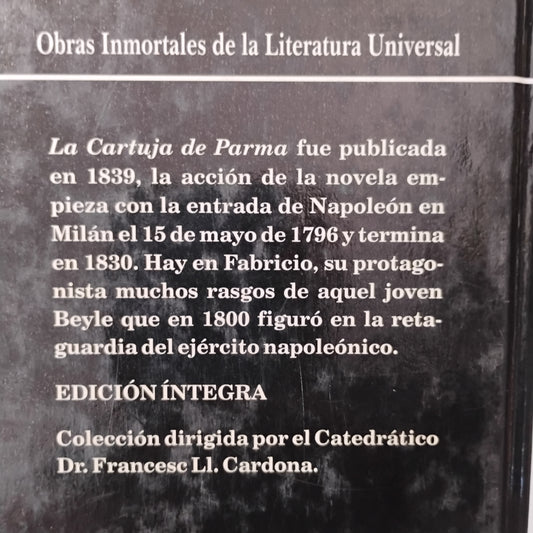 Obras Inmortales de la Literatura Universal
La Cartuja de Parma fue publicada
en 1839, la acción de la novela em-
pieza con la entrada de Napoleón en
Milán el 15 de mayo de 1796 y termina
en 1830. Hay en Fabricio, su protago-
nista muchos rasgos de aquel joven
Beyle que en 1800 figuró en la reta-
guardia del ejército napoleónico.
EDICIÓN ÍNTEGRA
Colección dirigida por el Catedrático
Dr. Francesc Ll. Cardona.